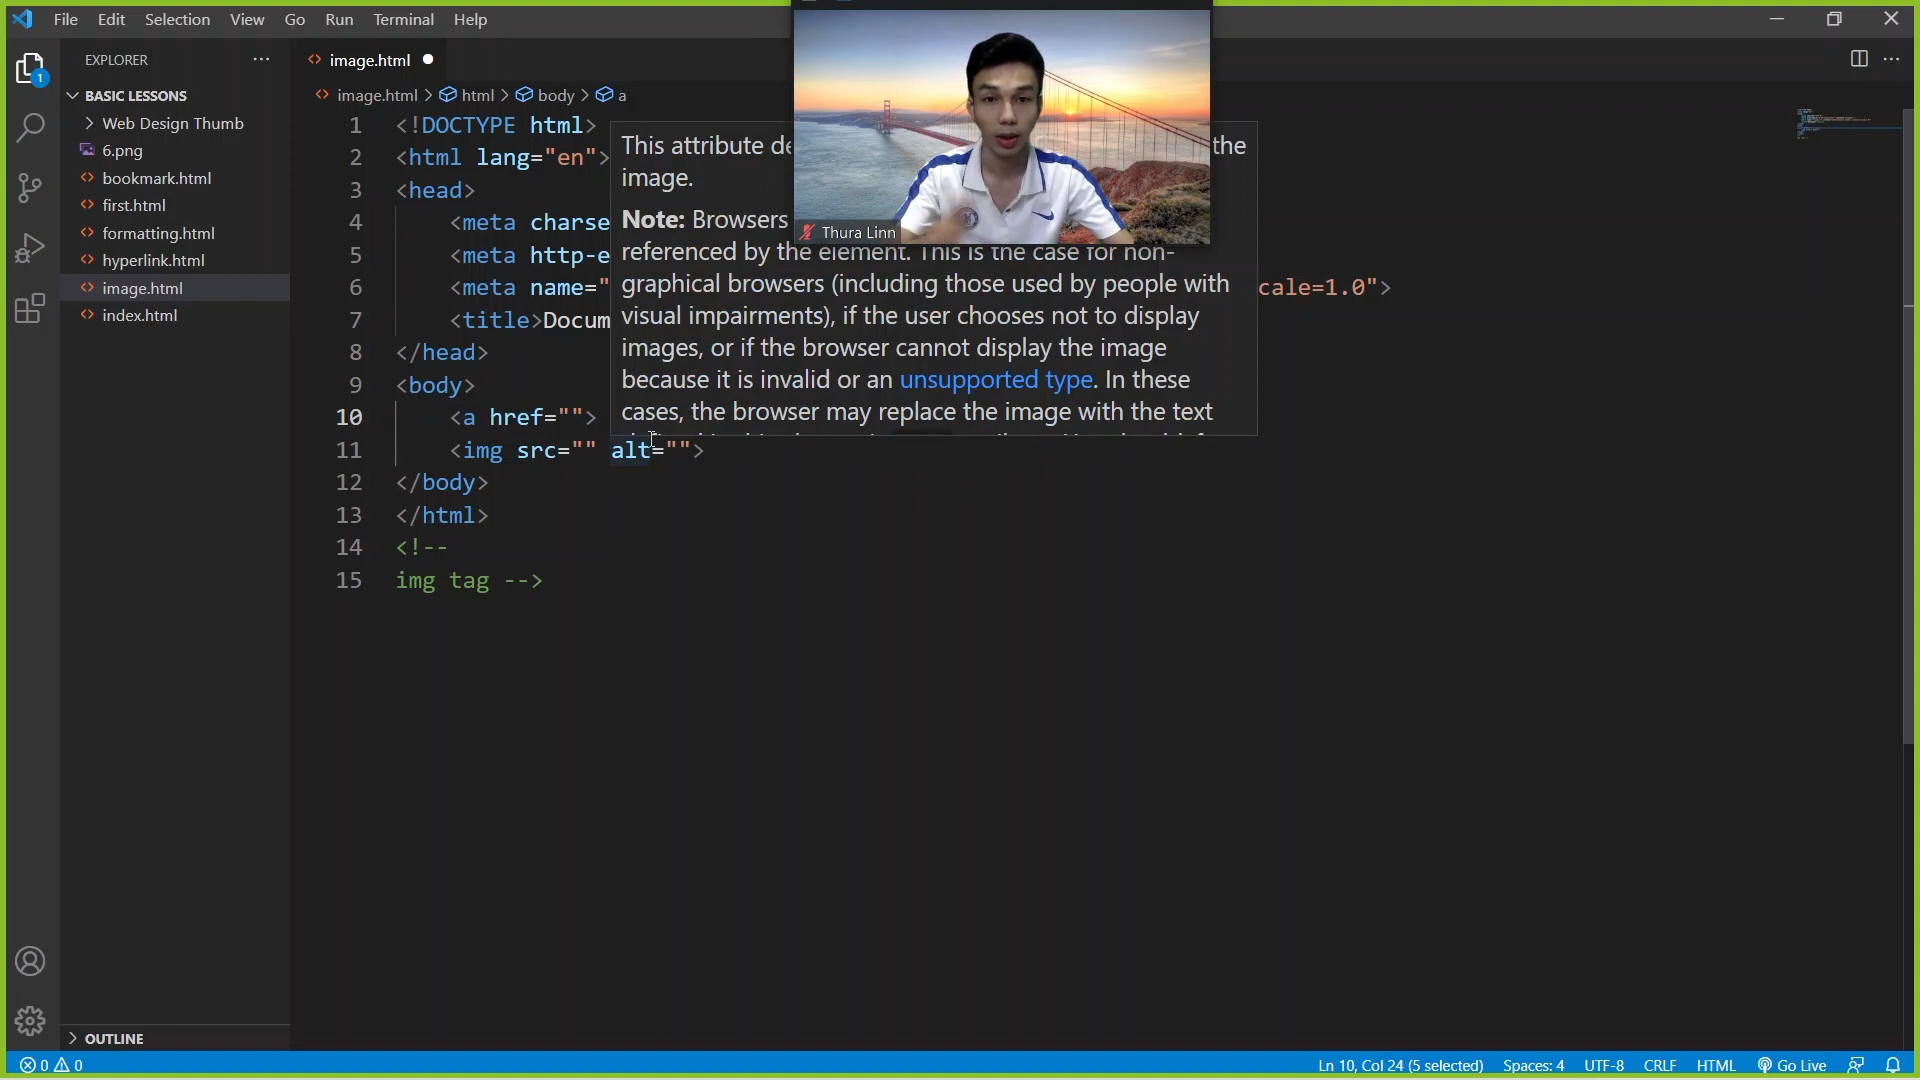 File Edit Selection View Go Run Terminal Help
EXPLORER
image.html
BASIC LESSONS
Web Design Thumb
6.png
bookmark.html
first.html
formatting.html
hyperlink.html
image.html
index.html
image.html > html > body > a
1 <!DOCTYPE html>
2 <html lang="en">
3 <head>
4 <meta charse
5 <meta http-e
6 <meta name=" cale=1.0">
7 <title>Docum
8 </head>
9 <body>
10 <a href="">
11 <img src="" alt="">
12 </body>
13 </html>
14 <!--
15 img tag -->
This attribute de the
image.
Note: Browsers
referenced by the element. This is the case for non-
graphical browsers (including those used by people with
visual impairments), if the user chooses not to display
images, or if the browser cannot display the image
because it is invalid or an unsupported type. In these
cases, the browser may replace the image with the text
Thura Linn
1
OUTLINE
0 0
Ln 10, Col 24 (5 selected) Spaces: 4 UTF-8 CRLF HTML Go Live